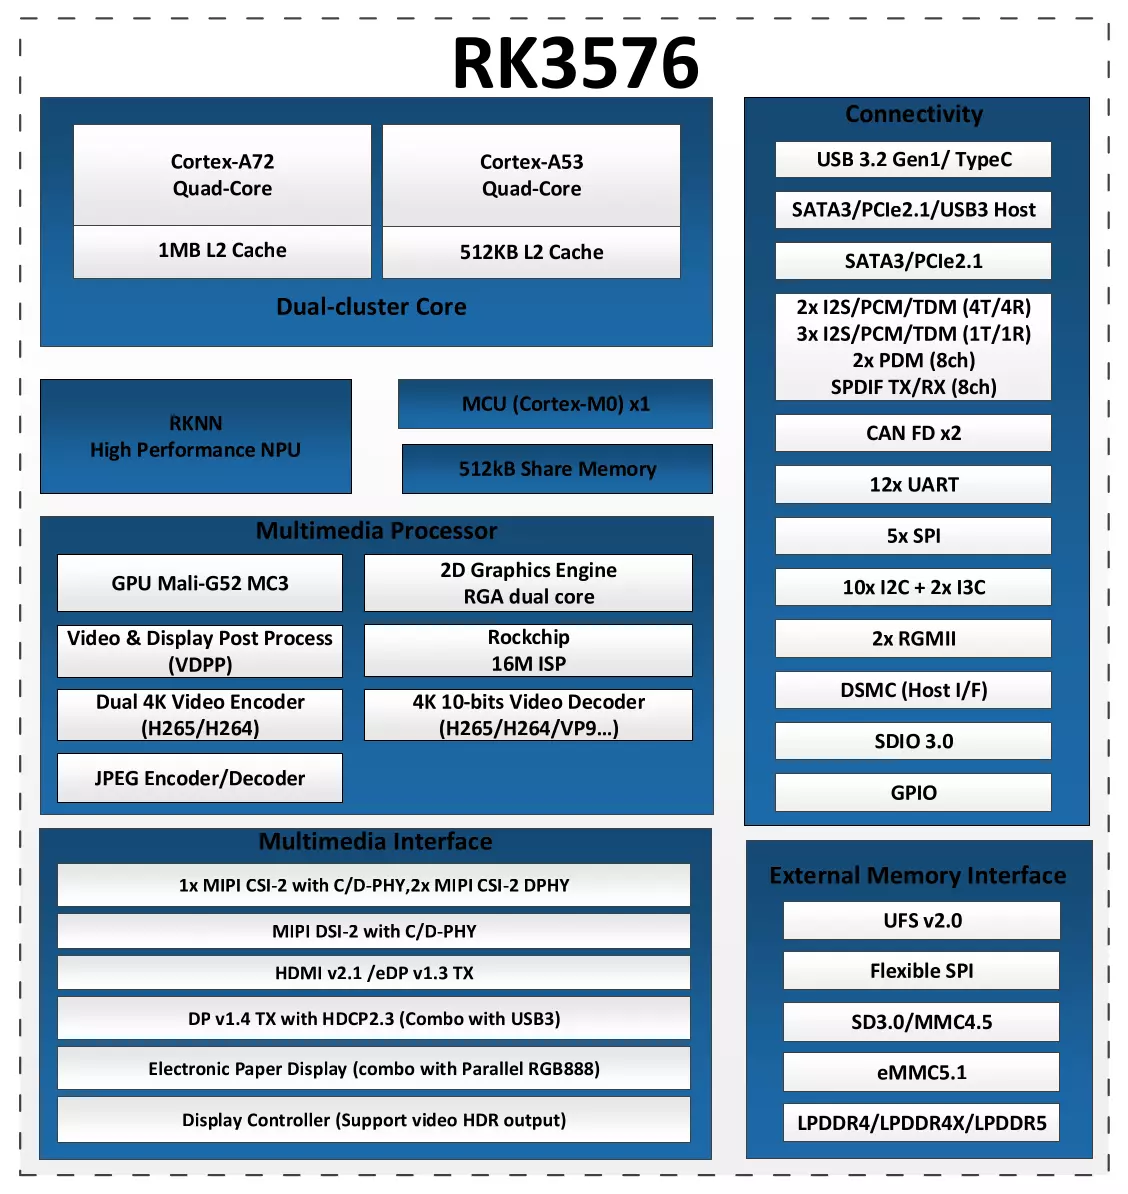 RK3576
Cortex-A72
Quad-Core
1MB L2 Cache
Cortex-A53
Quad-Core
512KB L2 Cache
Dual-cluster Core
RKNN
High Performance NPU
MCU (Cortex-M0) x1
512kB Share Memory
Multimedia Processor
GPU Mali-G52 MC3
2D Graphics Engine
RGA dual core
Video & Display Post Process
(VDPP)
Rockchip
16M ISP
Dual 4K Video Encoder
(H265/H264)
4K 10-bits Video Decoder
(H265/H264/VP9...)
JPEG Encoder/Decoder
Multimedia Interface
1x MIPI CSI-2 with C/D-PHY,2x MIPI CSI-2 DPHY
MIPI DSI-2 with C/D-PHY
HDMI v2.1 /eDP v1.3 TX
DP v1.4 TX with HDCP2.3 (Combo with USB3)
Electronic Paper Display (combo with Parallel RGB888)
Display Controller (Support video HDR output)
Connectivity
USB 3.2 Gen1/ TypeC
SATA3/PCIe2.1/USB3 Host
SATA3/PCIe2.1
2x I2S/PCM/TDM (4T/4R)
3x I2S/PCM/TDM (1T/1R)
2x PDM (8ch)
SPDIF TX/RX (8ch)
CAN FD x2
12x UART
5x SPI
10x I2C + 2x I3C
2x RGMII
DSMC (Host I/F)
SDIO 3.0
GPIO
External Memory Interface
UFS v2.0
Flexible SPI
SD3.0/MMC4.5
eMMC5.1
LPDDR4/LPDDR4X/LPDDR5